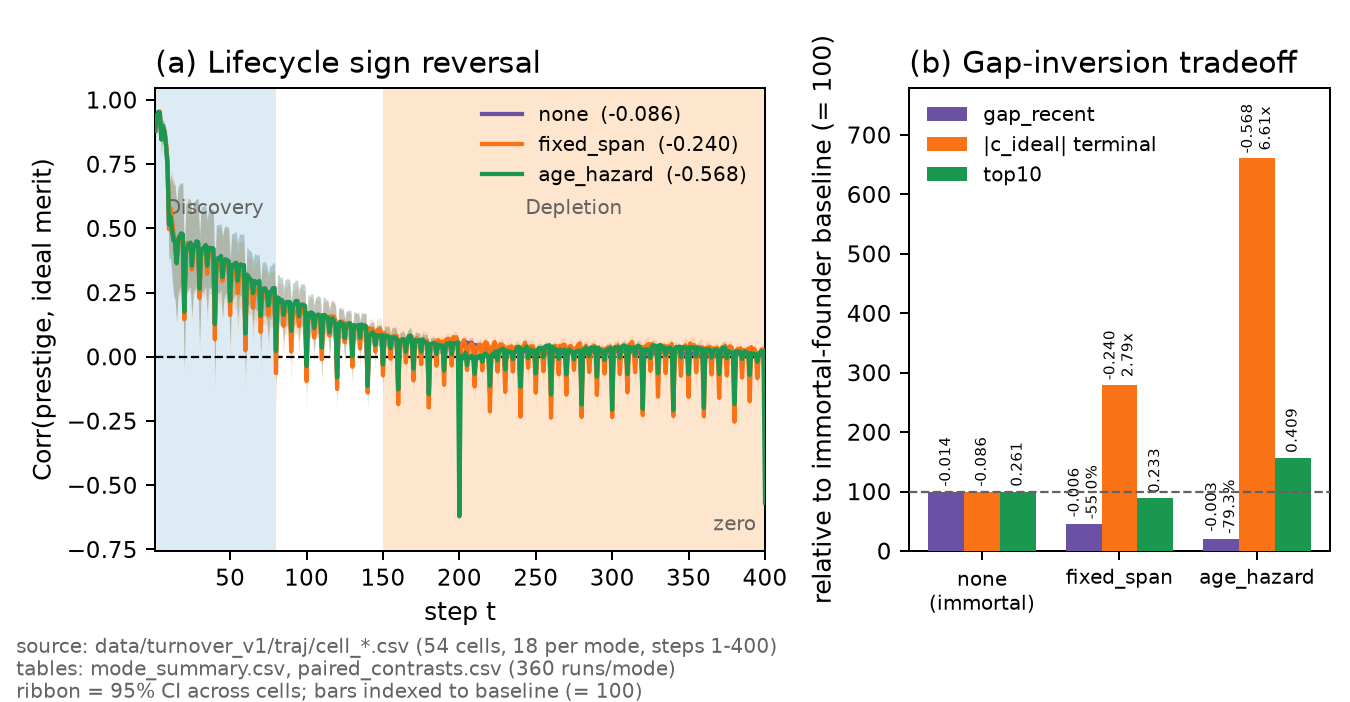 (a) Lifecycle sign reversal
Corr(prestige, ideal merit)
1.00
0.75
0.50
0.25
0.00
−0.25
−0.50
−0.75
none (-0.086)
fixed_span (-0.240)
age_hazard (-0.568)
Discovery
Depletion
zero
50
100
150
200
250
300
350
400
step t
(b) Gap-inversion tradeoff
relative to immortal-founder baseline (= 100)
700
600
500
400
300
200
100
0
gap_recent
|c_ideal| terminal
top10
-0.014
-0.086
0.261
-0.006
-55.0%
-0.240
2.79x
0.233
-0.003
-79.3%
-0.568
6.61x
0.409
none
(immortal)
fixed_span
age_hazard
source: data/turnover_v1/traj/cell_*.csv (54 cells, 18 per mode, steps 1-400)
tables: mode_summary.csv, paired_contrasts.csv (360 runs/mode)
ribbon = 95% CI across cells; bars indexed to baseline (= 100)